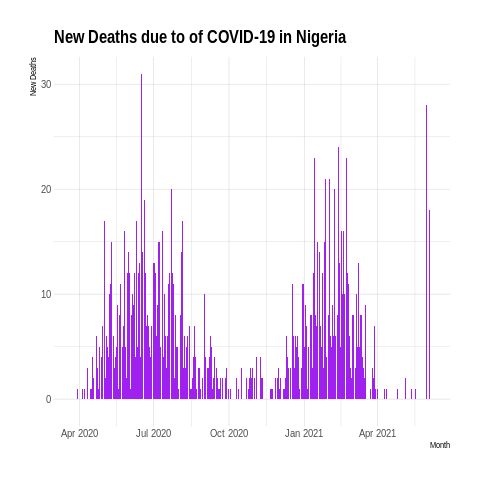 New Deaths due to of COVID-19 in Nigeria
New Deaths
30
20
10
0
Apr 2020 Jul 2020 Oct 2020 Jan 2021 Apr 2021
Month